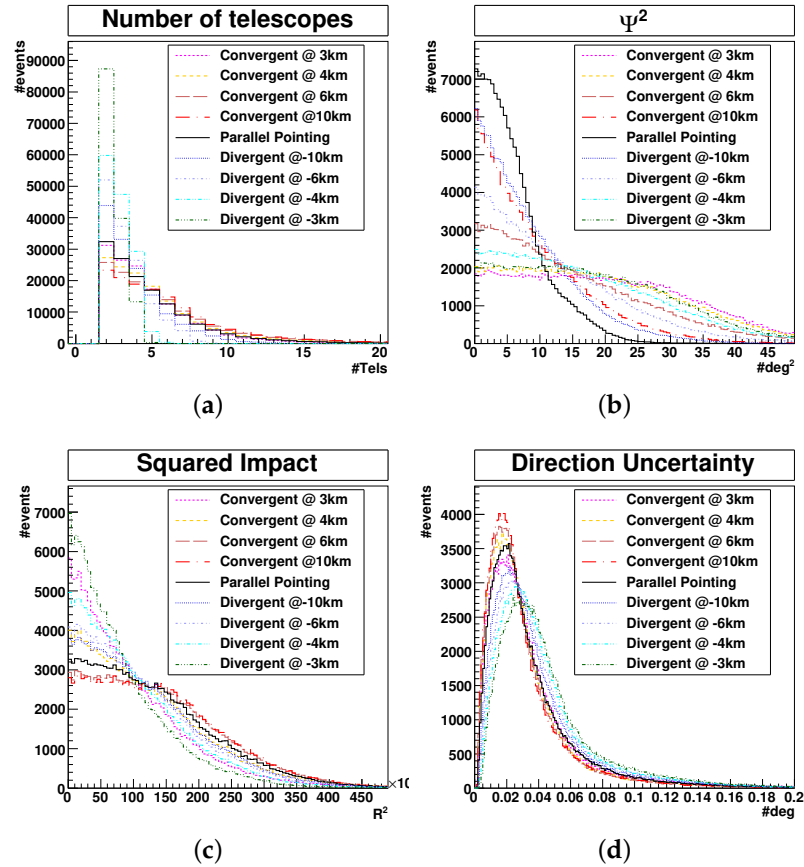 Number of telescopes
#events
90000
80000
70000
60000
50000
40000
30000
20000
10000
0
Convergent @ 3km
Convergent @ 4km
Convergent @ 6km
Convergent @10km
Parallel Pointing
Divergent @-10km
Divergent @ -6km
Divergent @ -4km
Divergent @ -3km
0 5 10 15 20
#Tels
(a)
Ψ²
#events
7000
6000
5000
4000
3000
2000
1000
0
Convergent @ 3km
Convergent @ 4km
Convergent @ 6km
Convergent @10km
Parallel Pointing
Divergent @-10km
Divergent @ -6km
Divergent @ -4km
Divergent @ -3km
0 5 10 15 20 25 30 35 40 45
#deg²
(b)
Squared Impact
#events
7000
6000
5000
4000
3000
2000
1000
0
Convergent @ 3km
Convergent @ 4km
Convergent @ 6km
Convergent @10km
Parallel Pointing
Divergent @-10km
Divergent @ -6km
Divergent @ -4km
Divergent @ -3km
0 50 100 150 200 250 300 350 400 450
R²
(c)
Direction Uncertainty
#events
4000
3500
3000
2500
2000
1500
1000
500
0
Convergent @ 3km
Convergent @ 4km
Convergent @ 6km
Convergent @10km
Parallel Pointing
Divergent @-10km
Divergent @ -6km
Divergent @ -4km
Divergent @ -3km
0 0.02 0.04 0.06 0.08 0.1 0.12 0.14 0.16 0.18 0.2
#deg
(d)